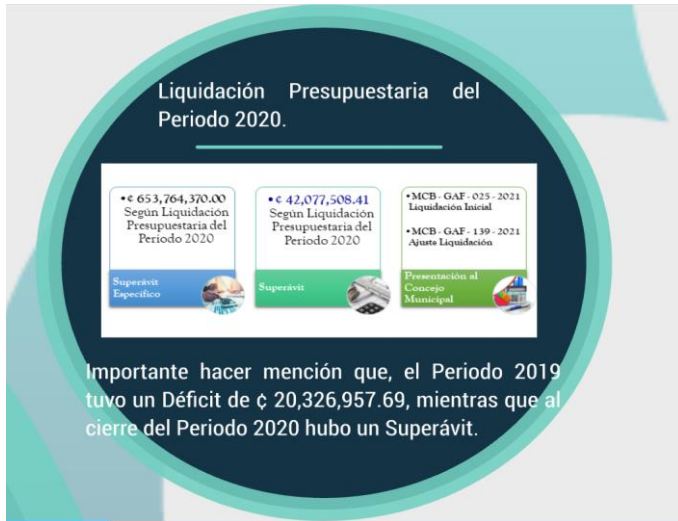 Liquidación Presupuestaria del
Periodo 2020.
•¢ 653,764,370.00
Según Liquidación
Presupuestaria del
Periodo 2020
Superávit
Específico
•¢ 42,077,508.41
Según Liquidación
Presupuestaria del
Periodo 2020
Superávit
•MCB - GAF - 025 - 2021
Liquidación Inicial
•MCB - GAF - 139 - 2021
Ajuste Liquidación
Presentación al
Concejo
Municipal
Importante hacer mención que, el Periodo 2019
tuvo un Déficit de ¢ 20,326,957.69, mientras que al
cierre del Periodo 2020 hubo un Superávit.